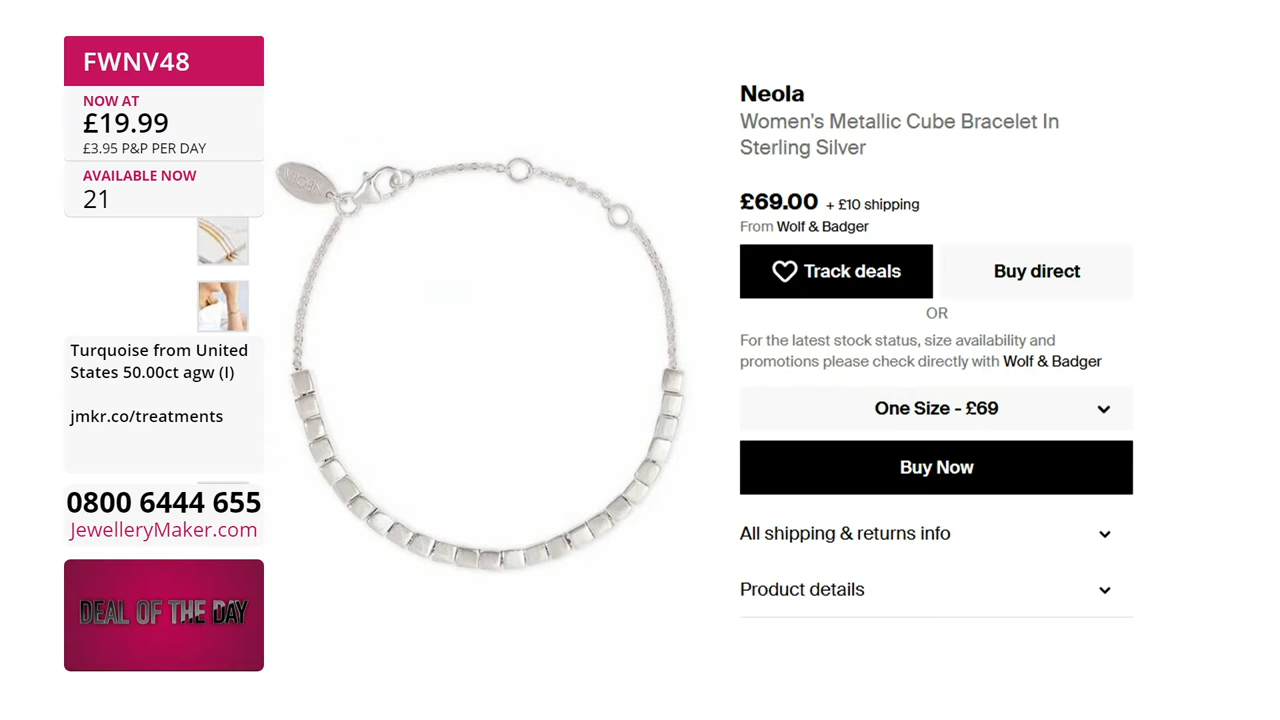 FWNV48
NOW AT
£19.99
£3.95 P&P PER DAY
AVAILABLE NOW
21
Turquoise from United
States 50.00ct agw (I)
jmkr.co/treatments
0800 6444 655
JewelleryMaker.com
DEAL OF THE DAY
NEOLA
Neola
Women's Metallic Cube Bracelet In
Sterling Silver
£69.00 + £10 shipping
From Wolf & Badger
Track deals
Buy direct
OR
For the latest stock status, size availability and
promotions please check directly with Wolf & Badger
One Size - £69
Buy Now
All shipping & returns info
Product details